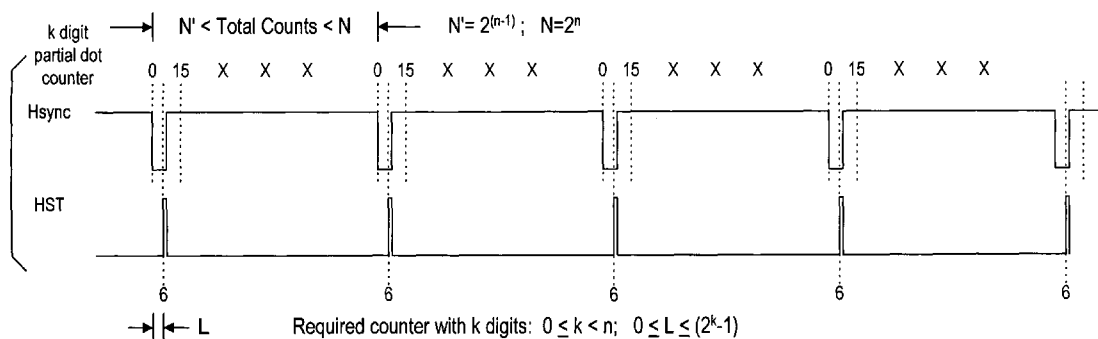 N' < Total Counts < N
N'= 2^(n-1) ; N=2^n
k digit
partial dot
counter
0 15 X X X 0 15 X X X 0 15 X X X 0 15 X X X
Hsync
HST
6 6 6 6 6
L
Required counter with k digits: 0 ≤ k < n; 0 ≤ L ≤ (2^k-1)